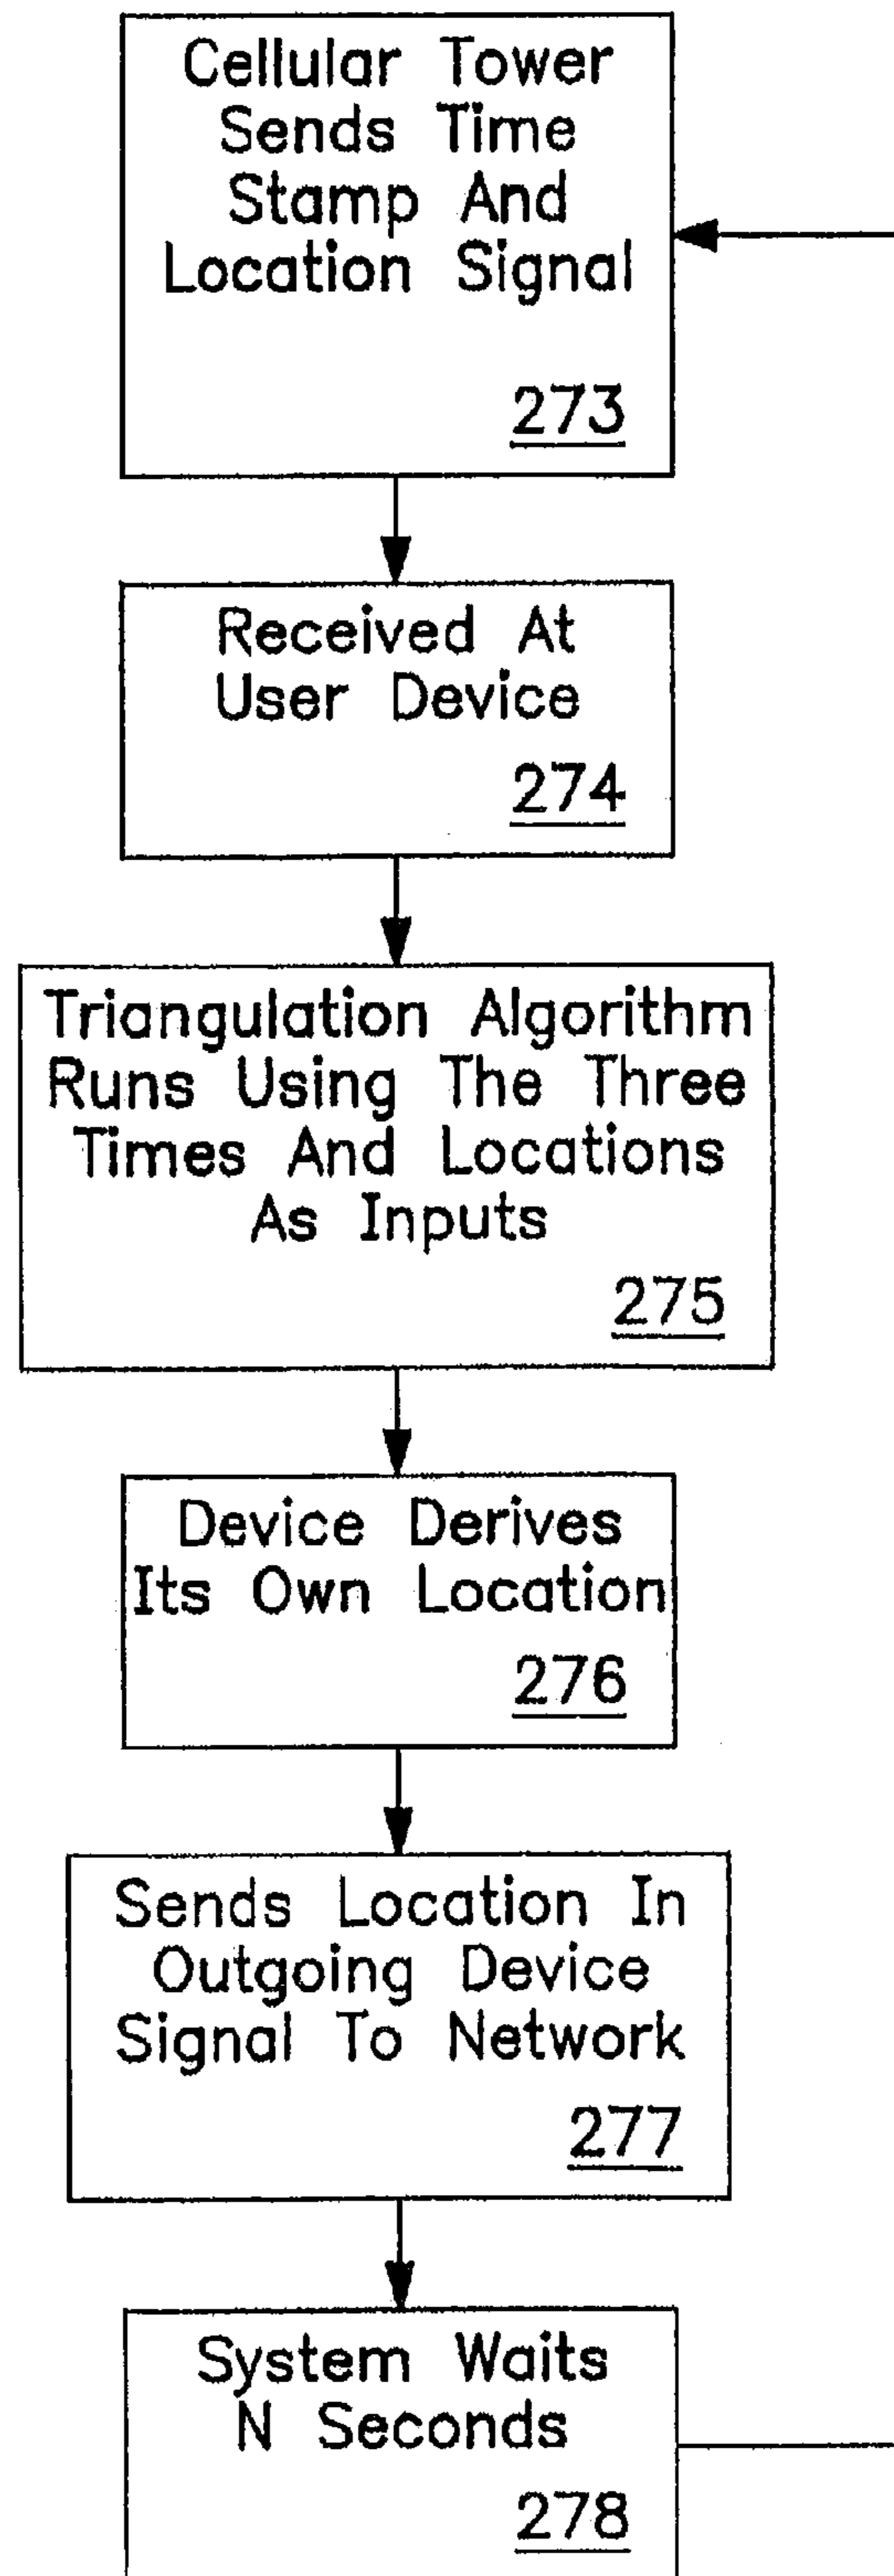 Cellular Tower
Sends Time
Stamp And
Location Signal
273
Received At
User Device
274
Triangulation Algorithm
Runs Using The Three
Times And Locations
As Inputs
275
Device Derives
Its Own Location
276
Sends Location In
Outgoing Device
Signal To Network
277
System Waits
N Seconds
278